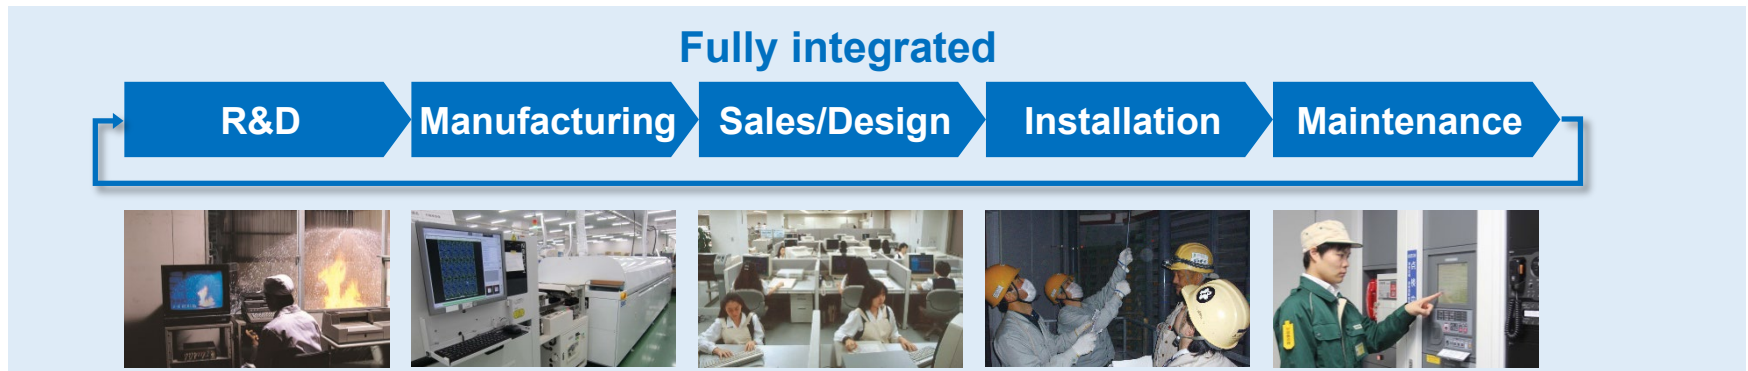 Fully integrated
R&D
Manufacturing
Sales/Design
Installation
Maintenance